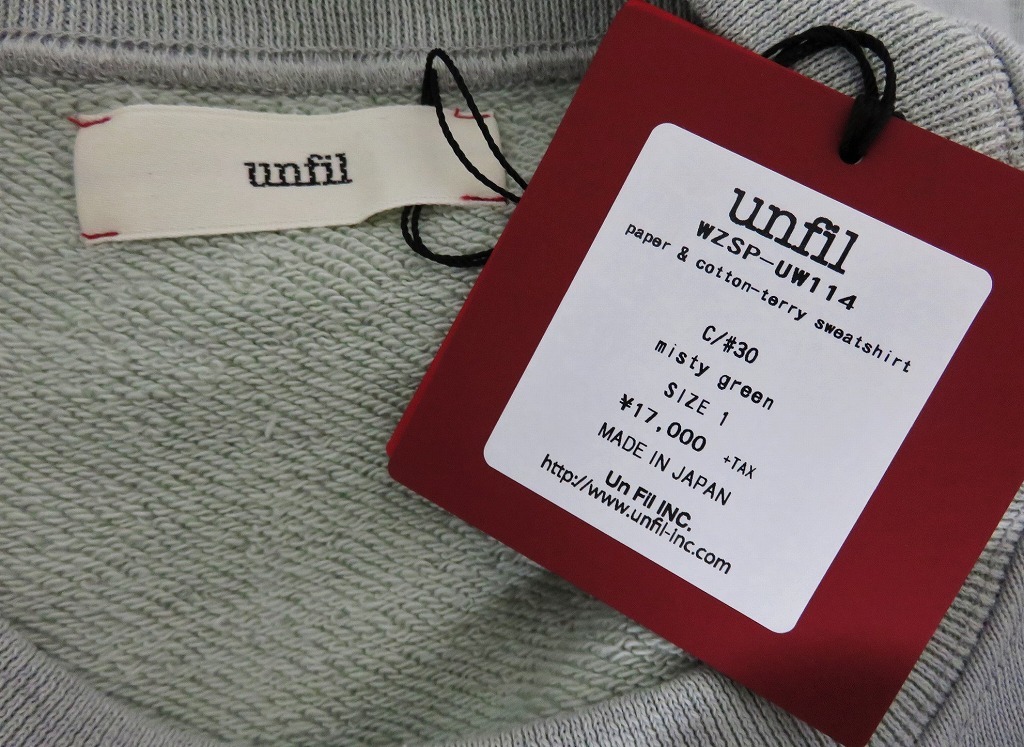 unfil
unfil
WZSP-UW114
paper & cotton-terry sweatshirt
C/#30
misty green
SIZE 1
¥17,000 +TAX
MADE IN JAPAN
Un Fil INC.
http://www.unfil-inc.com